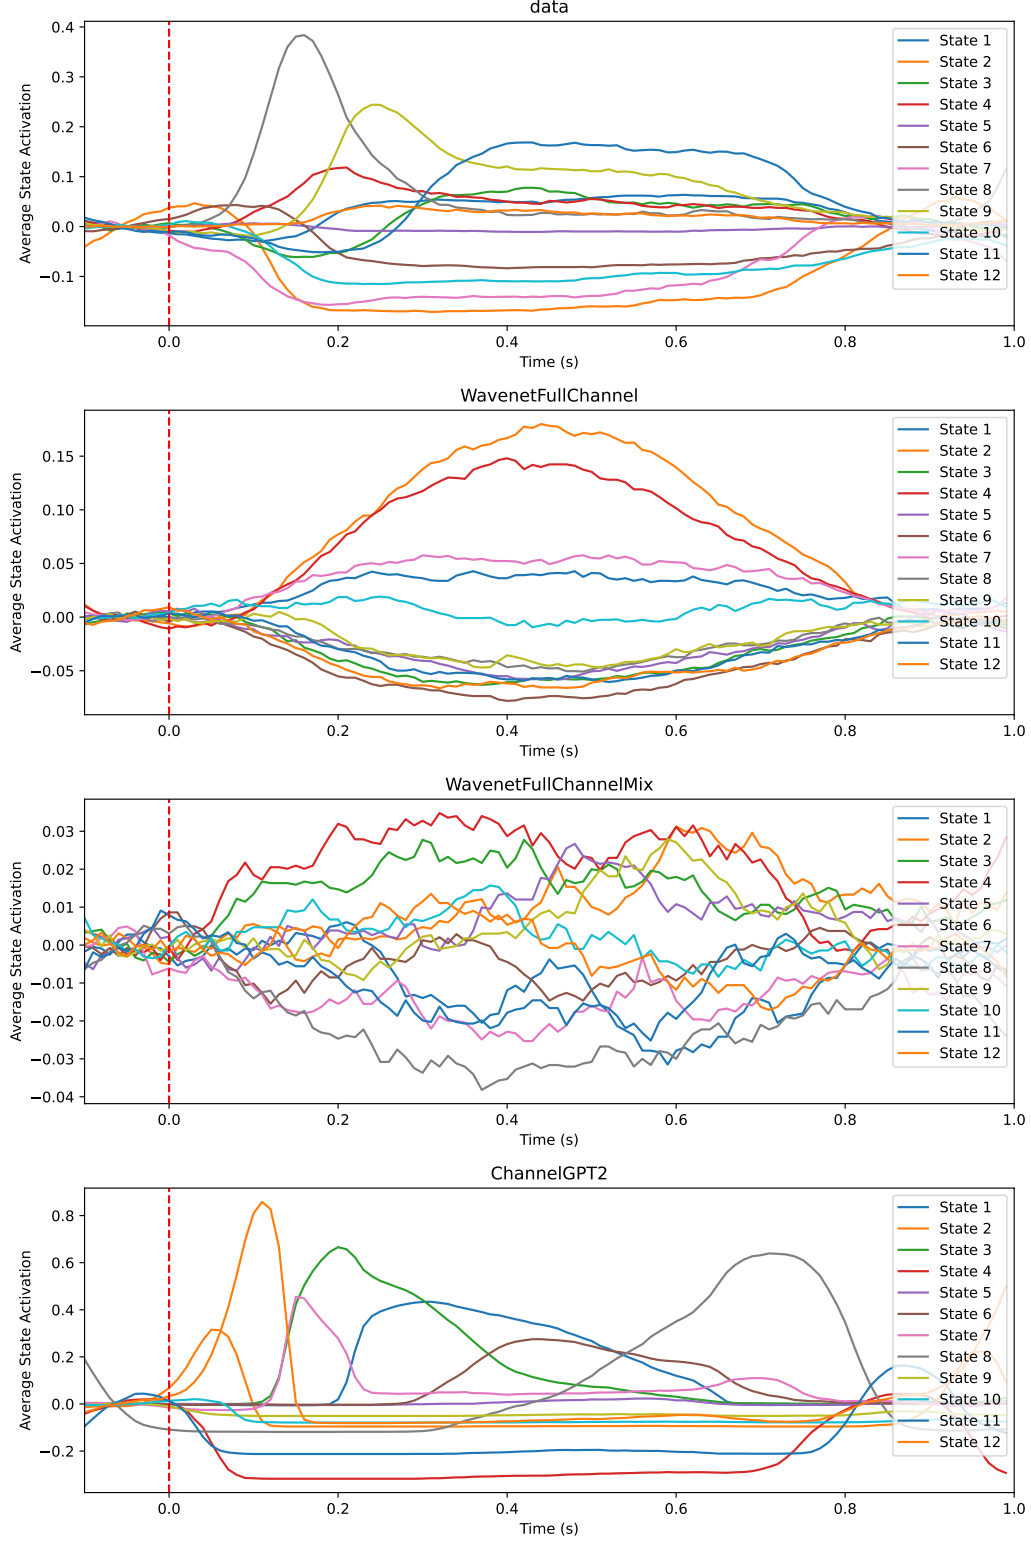 data
Average State Activation
0.4
0.3
0.2
0.1
0.0
−0.1
0.0
0.2
0.4
0.6
0.8
1.0
Time (s)
State 1
State 2
State 3
State 4
State 5
State 6
State 7
State 8
State 9
State 10
State 11
State 12
WavenetFullChannel
Average State Activation
0.15
0.10
0.05
0.00
−0.05
0.0
0.2
0.4
0.6
0.8
1.0
Time (s)
State 1
State 2
State 3
State 4
State 5
State 6
State 7
State 8
State 9
State 10
State 11
State 12
WavenetFullChannelMix
Average State Activation
0.03
0.02
0.01
0.00
−0.01
−0.02
−0.03
−0.04
0.0
0.2
0.4
0.6
0.8
1.0
Time (s)
State 1
State 2
State 3
State 4
State 5
State 6
State 7
State 8
State 9
State 10
State 11
State 12
ChannelGPT2
Average State Activation
0.8
0.6
0.4
0.2
0.0
−0.2
0.0
0.2
0.4
0.6
0.8
1.0
Time (s)
State 1
State 2
State 3
State 4
State 5
State 6
State 7
State 8
State 9
State 10
State 11
State 12